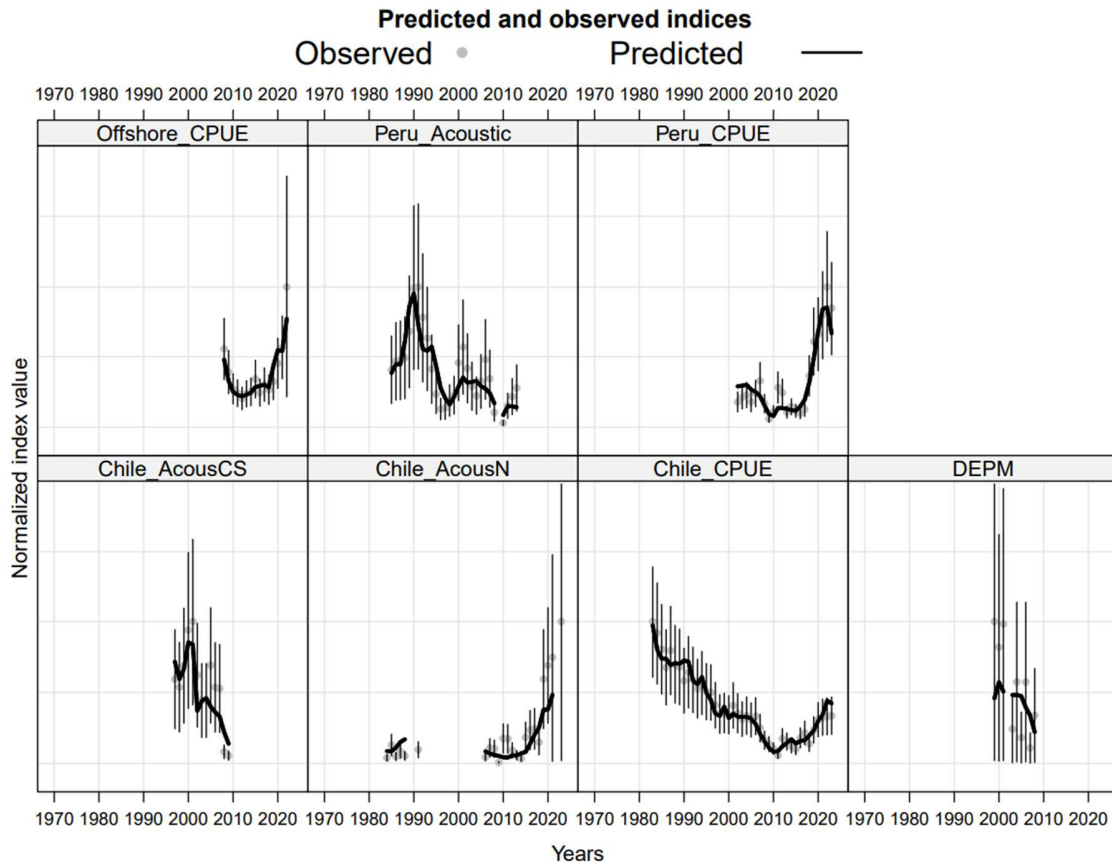 Predicted and observed indices
Observed Predicted
1970 1980 1990 2000 2010 2020 1970 1980 1990 2000 2010 2020 1970 1980 1990 2000 2010 2020
Offshore_CPUE Peru_Acoustic Peru_CPUE
Normalized index value
Chile_AcousCS Chile_AcousN Chile_CPUE DEPM
1970 1980 1990 2000 2010 2020 1970 1980 1990 2000 2010 2020 1970 1980 1990 2000 2010 2020 1970 1980 1990 2000 2010 2020
Years